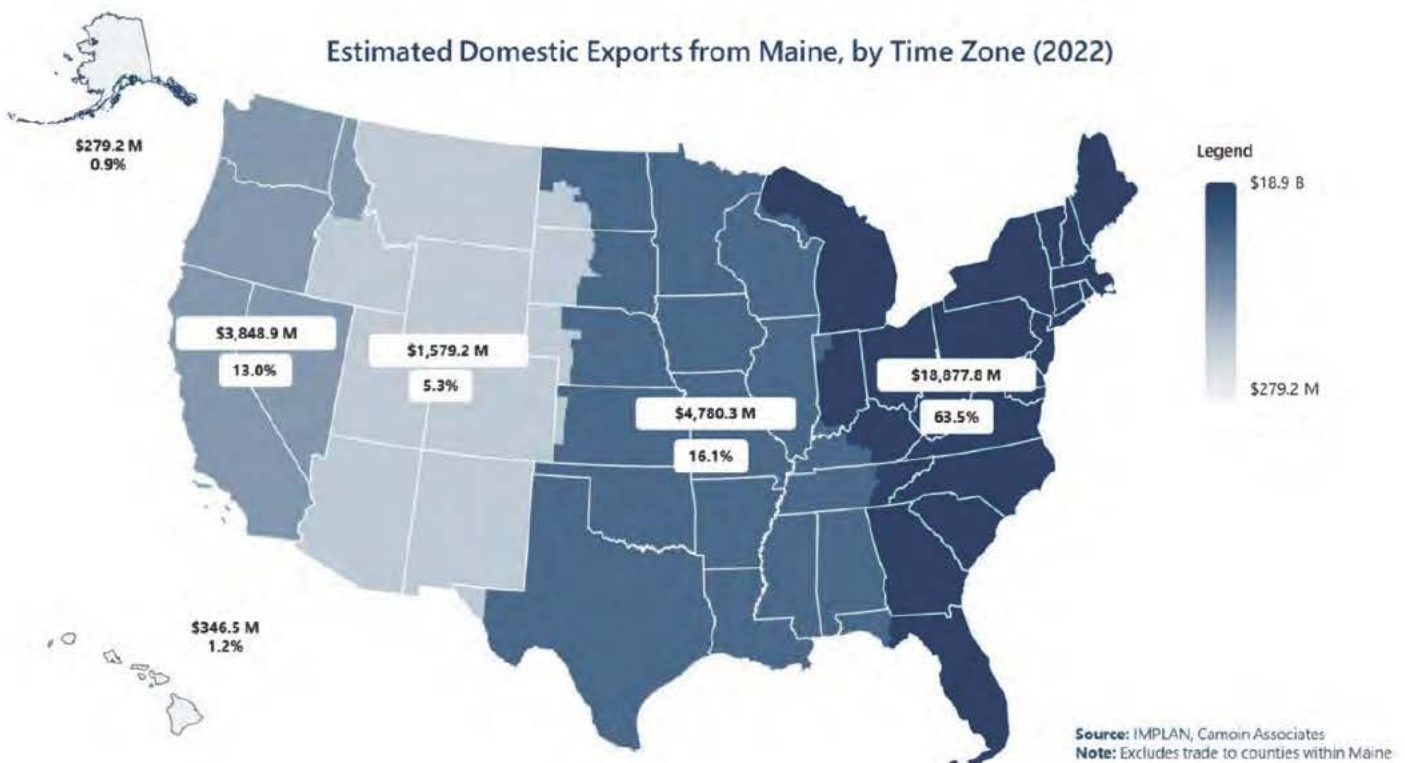 Estimated Domestic Exports from Maine, by Time Zone (2022)
$279.2 M
0.9%
Legend
$18.9 B
$279.2 M
$3,848.9 M
13.0%
$1,579.2 M
5.3%
$4,780.3 M
16.1%
$18,877.8 M
63.5%
$346.5 M
1.2%
Source: IMPLAN, Camoin Associates
Note: Excludes trade to counties within Maine